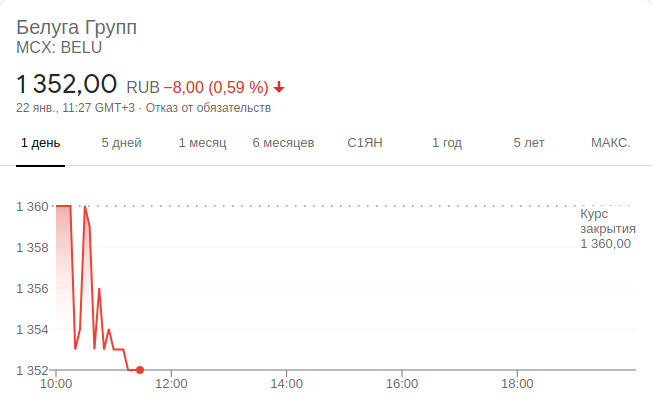 Белуга Групп
MCX: BELU
1 352,00 RUB −8,00 (0,59 %)
22 янв., 11:27 GMT+3 · Отказ от обязательств
1 день 5 дней 1 месяц 6 месяцев С1ЯН 1 год 5 лет МАКС.
1 360
Курс
закрытия
1 360,00
1 358
1 356
1 354
1 352
10:00 12:00 14:00 16:00 18:00